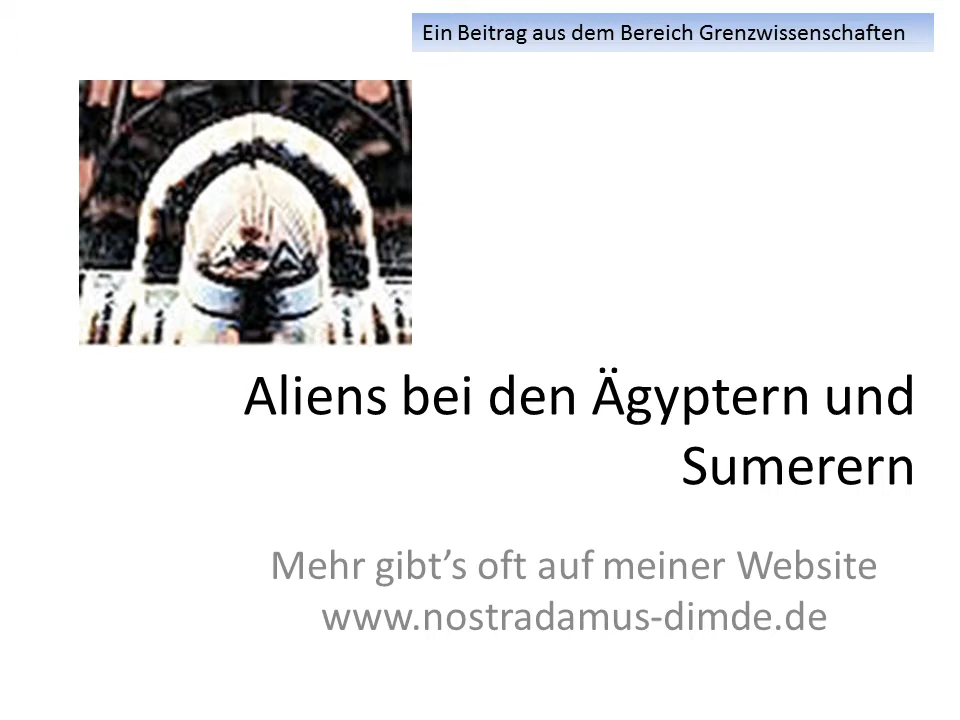 Ein Beitrag aus dem Bereich Grenzwissenschaften
Aliens bei den Ägyptern und
Sumerern
Mehr gibt’s oft auf meiner Website
www.nostradamus-dimde.de